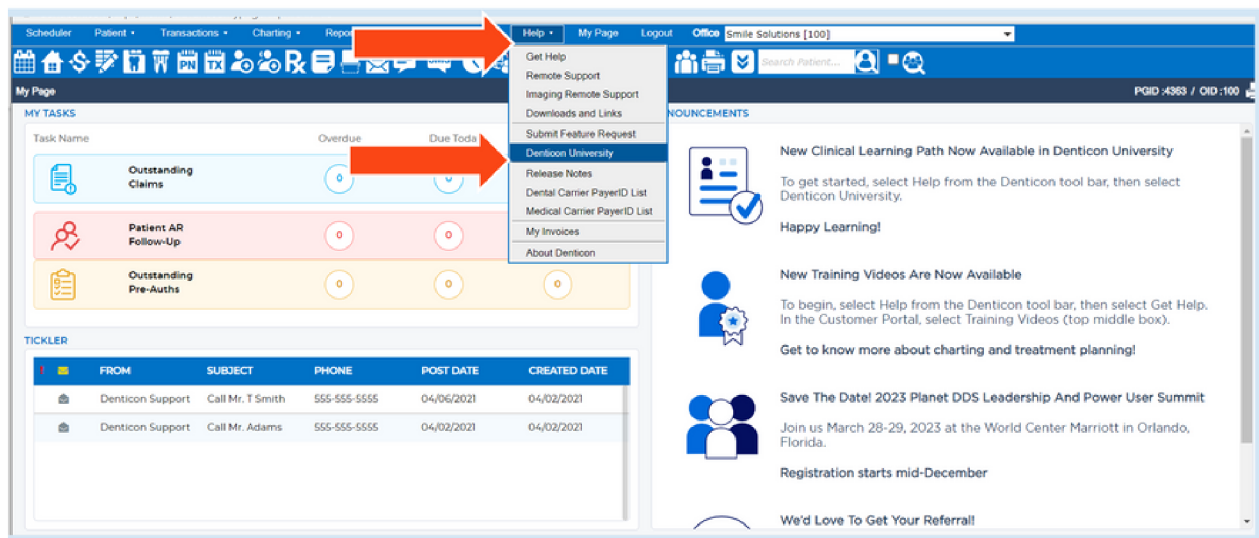 Scheduler Patient Transactions Charting Repor Help My Page Logout Office Smile Solutions [100]
PN TX Search Patient...
My Page PGID :4363 / OID :100
MY TASKS
Task Name Overdue Due Toda
Outstanding
Claims
0 0
Patient AR
Follow-Up
0 0
Outstanding
Pre-Auths
0 0 0
Get Help
Remote Support
Imaging Remote Support
Downloads and Links
Submit Feature Request
Denticon University
Release Notes
Dental Carrier PayerID List
Medical Carrier PayerID List
My Invoices
About Denticon
TICKLER
! FROM SUBJECT PHONE POST DATE CREATED DATE
Denticon Support Call Mr. T Smith 555-555-5555 04/06/2021 04/02/2021
Denticon Support Call Mr. Adams 555-555-5555 04/02/2021 04/02/2021
NOUNCEMENTS
New Clinical Learning Path Now Available in Denticon University
To get started, select Help from the Denticon tool bar, then select
Denticon University.
Happy Learning!
New Training Videos Are Now Available
To begin, select Help from the Denticon tool bar, then select Get Help.
In the Customer Portal, select Training Videos (top middle box).
Get to know more about charting and treatment planning!
Save The Date! 2023 Planet DDS Leadership And Power User Summit
Join us March 28-29, 2023 at the World Center Marriott in Orlando,
Florida.
Registration starts mid-December
We'd Love To Get Your Referral!